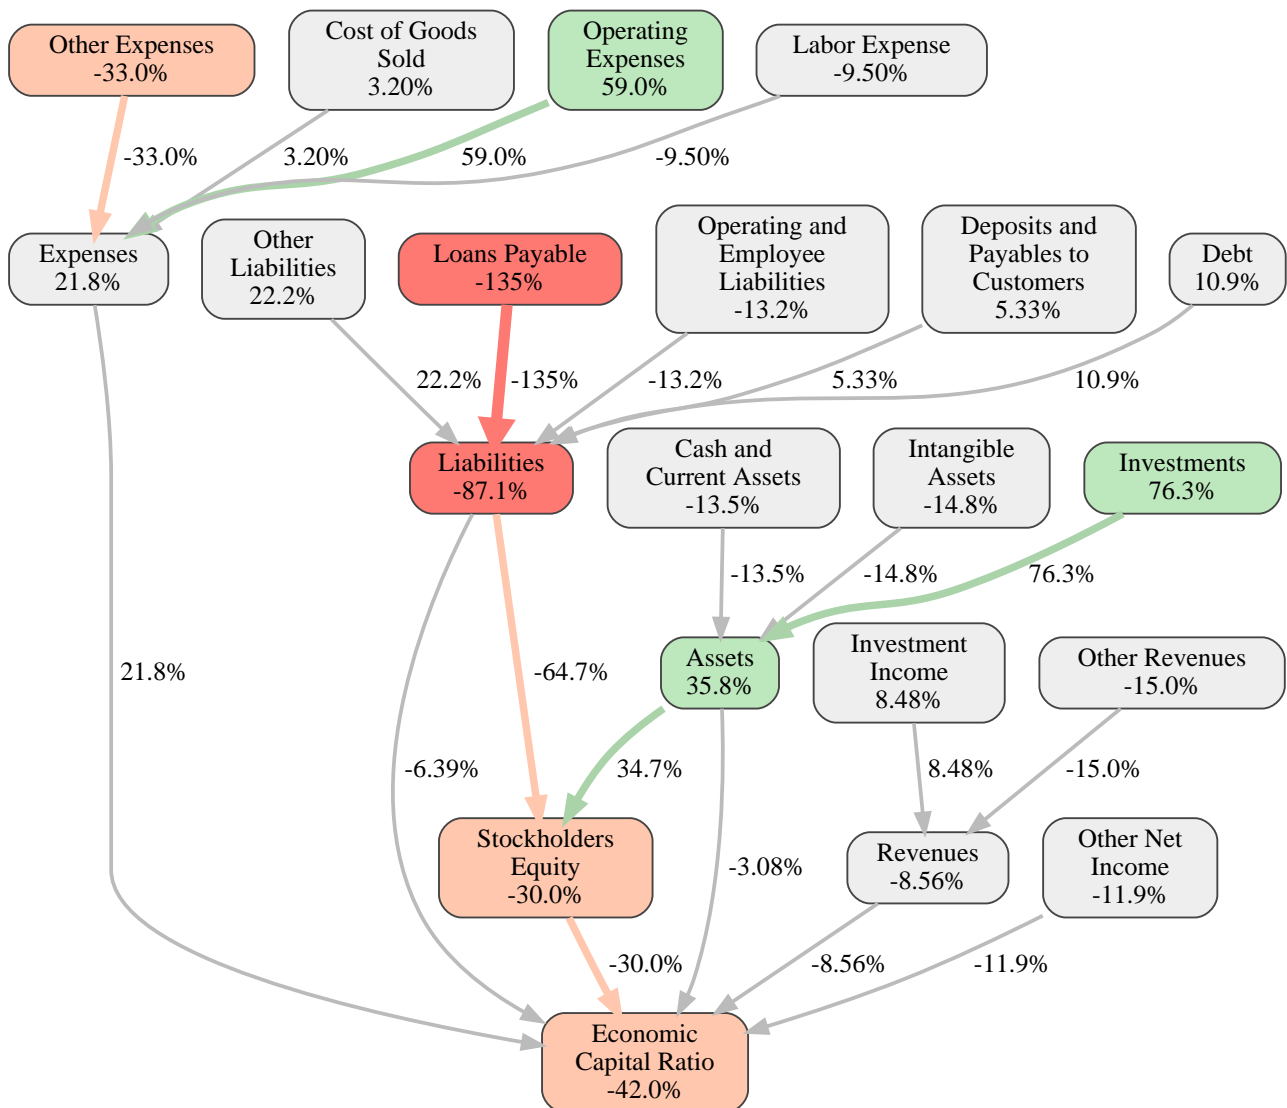 Other Expenses
-33.0%
Cost of Goods
Sold
3.20%
Operating
Expenses
59.0%
Labor Expense
-9.50%
-33.0%
3.20%
59.0%
-9.50%
Expenses
21.8%
Other
Liabilities
22.2%
Loans Payable
-135%
Operating and
Employee
Liabilities
-13.2%
Deposits and
Payables to
Customers
5.33%
Debt
10.9%
22.2%
-135%
-13.2%
5.33%
10.9%
Liabilities
-87.1%
Cash and
Current Assets
-13.5%
Intangible
Assets
-14.8%
Investments
76.3%
-13.5%
-14.8%
76.3%
21.8%
-64.7%
Assets
35.8%
Investment
Income
8.48%
Other Revenues
-15.0%
-6.39%
34.7%
8.48%
-15.0%
Stockholders
Equity
-30.0%
-3.08%
Revenues
-8.56%
Other Net
Income
-11.9%
-30.0%
-8.56%
-11.9%
Economic
Capital Ratio
-42.0%